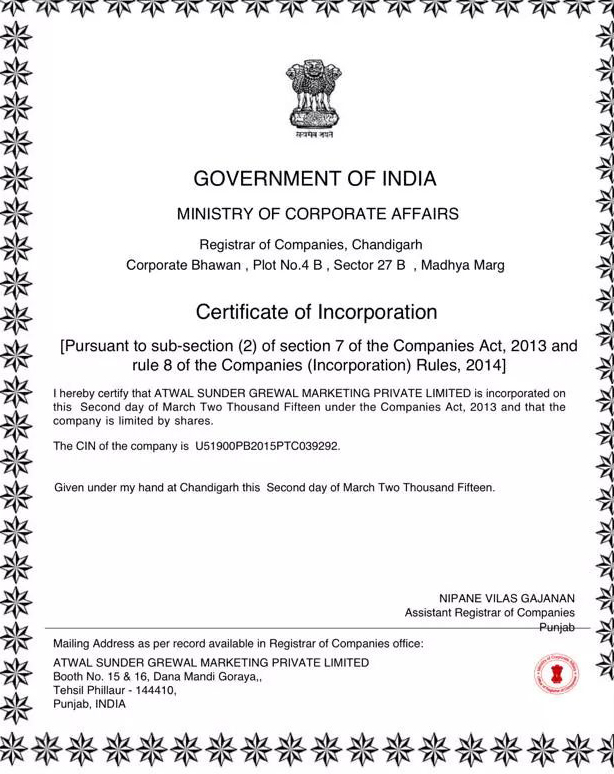 सत्यमेव जयते
GOVERNMENT OF INDIA
MINISTRY OF CORPORATE AFFAIRS
Registrar of Companies, Chandigarh
Corporate Bhawan , Plot No.4 B , Sector 27 B , Madhya Marg
Certificate of Incorporation
[Pursuant to sub-section (2) of section 7 of the Companies Act, 2013 and
rule 8 of the Companies (Incorporation) Rules, 2014]
I hereby certify that ATWAL SUNDER GREWAL MARKETING PRIVATE LIMITED is incorporated on
this Second day of March Two Thousand Fifteen under the Companies Act, 2013 and that the
company is limited by shares.
The CIN of the company is U51900PB2015PTC039292.
Given under my hand at Chandigarh this Second day of March Two Thousand Fifteen.
NIPANE VILAS GAJANAN
Assistant Registrar of Companies
Punjab
Mailing Address as per record available in Registrar of Companies office:
ATWAL SUNDER GREWAL MARKETING PRIVATE LIMITED
Booth No. 15 & 16, Dana Mandi Goraya,,
Tehsil Phillaur - 144410,
Punjab, INDIA